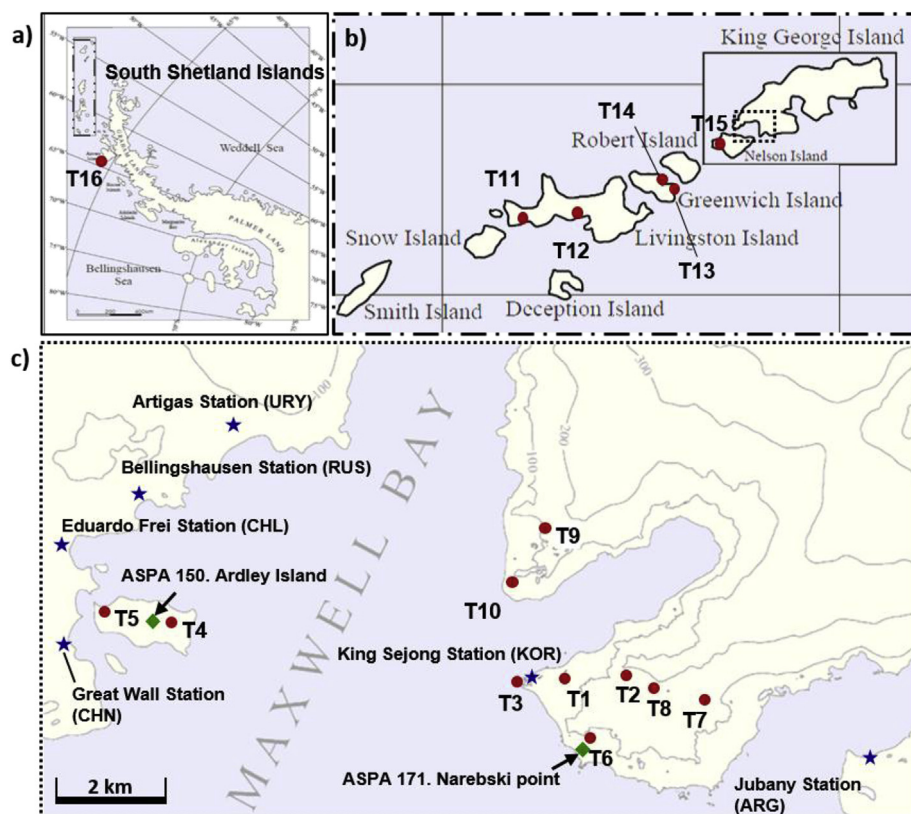 a)
South Shetland Islands
Weddell Sea
T16
PALMER LAND
Alexander Island
Bellingshausen
Sea
b)
King George Island
T14
T15
Robert Island
Nelson Island
T11
Greenwich Island
Snow Island
T12
Livingston Island
T13
Smith Island
Deception Island
c)
100
300
Artigas Station (URY)
200
Bellingshausen Station (RUS)
100
Eduardo Frei Station (CHL)
T9
ASPA 150. Ardley Island
MAXWELL BAY
T10
T5
T4
King Sejong Station (KOR)
Great Wall Station
(CHN)
T3
T1
T2
T8
T7
T6
ASPA 171. Narebski point
Jubany Station
(ARG)
2 km